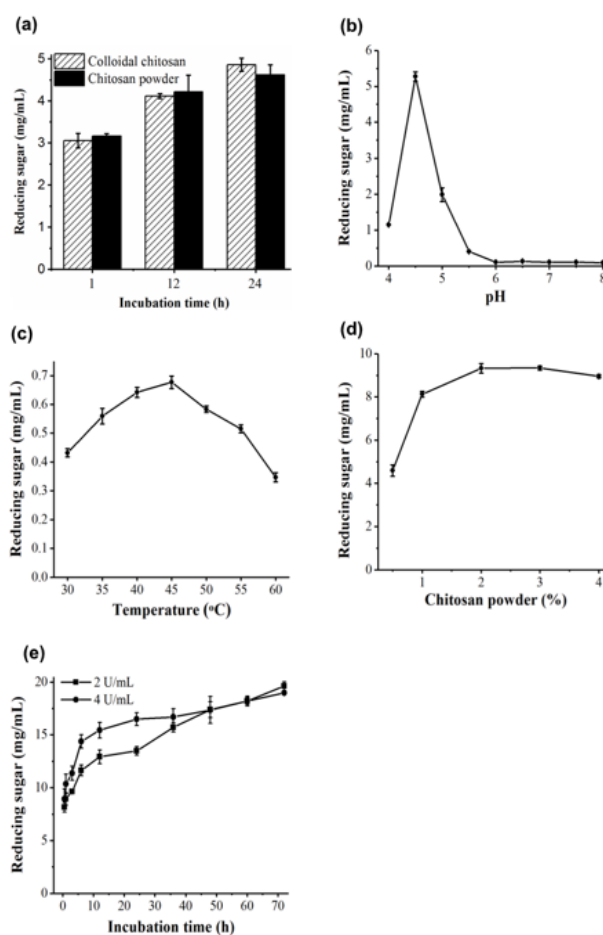 (a)
Reducing sugar (mg/mL)
5
4
3
2
1
0
Colloidal chitosan
Chitosan powder
1 12 24
Incubation time (h)
(b)
Reducing sugar (mg/mL)
6
5
4
3
2
1
0
4 5 6 7 8
pH
(c)
Reducing sugar (mg/mL)
0.7
0.6
0.5
0.4
0.3
0.2
0.1
0.0
30 35 40 45 50 55 60
Temperature (°C)
(d)
Reducing sugar (mg/mL)
10
8
6
4
2
0
1 2 3 4
Chitosan powder (%)
(e)
Reducing sugar (mg/mL)
20
15
10
5
0
2 U/mL
4 U/mL
0 10 20 30 40 50 60 70
Incubation time (h)